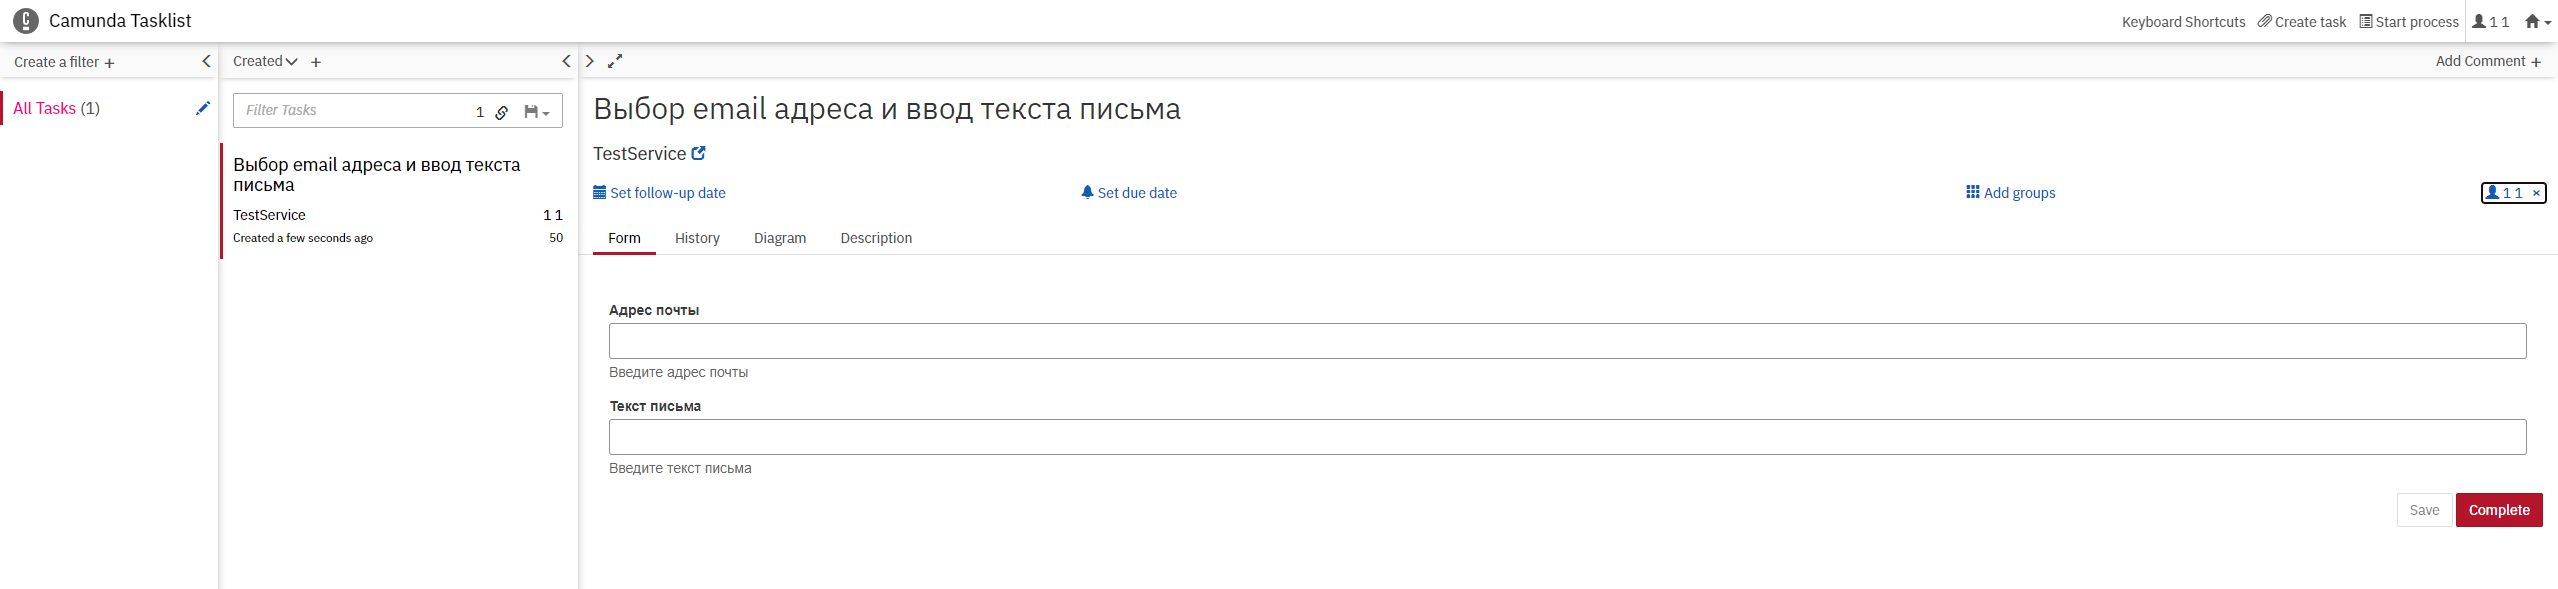 Camunda Tasklist
Keyboard Shortcuts Create task Start process 1 1
Create a filter +
Created +
Add Comment +
All Tasks (1)
Filter Tasks 1
Выбор email адреса и ввод текста
письма
TestService 1 1
Created a few seconds ago 50
Выбор email адреса и ввод текста письма
TestService
Set follow-up date Set due date Add groups 1 1 ×
Form History Diagram Description
Адрес почты
Введите адрес почты
Текст письма
Введите текст письма
Save Complete